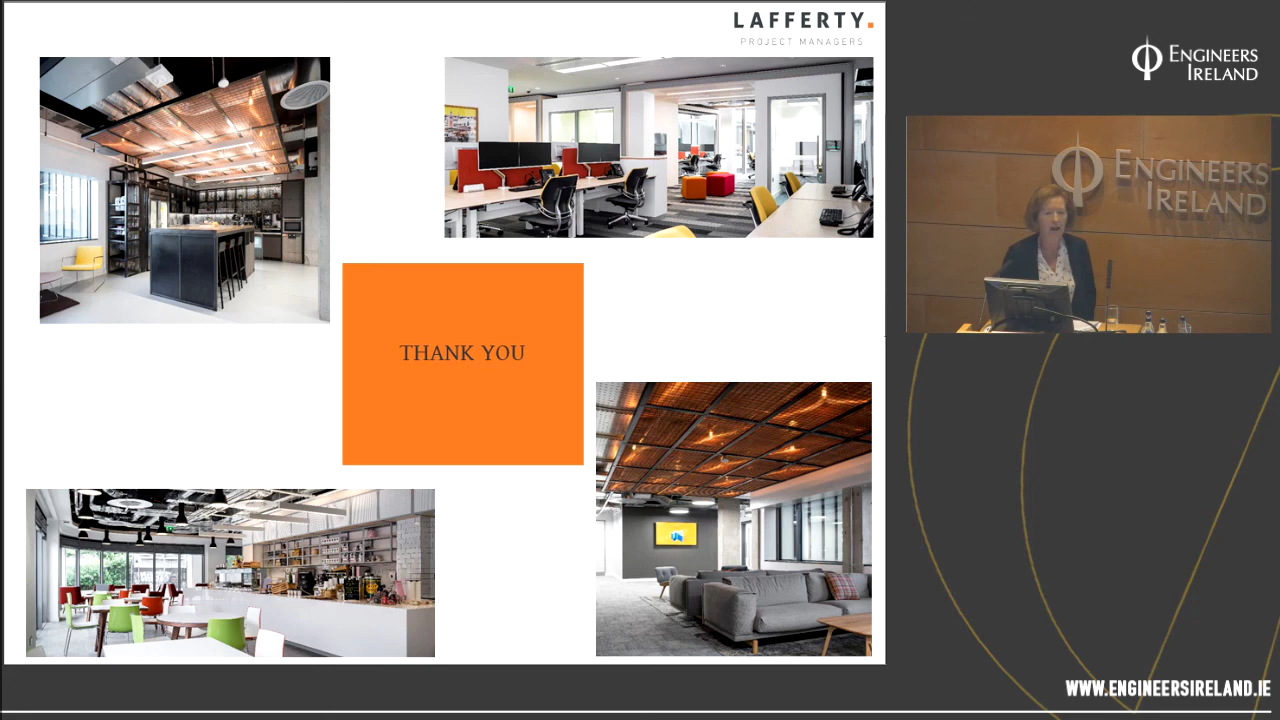 LAFFERTY.
PROJECT MANAGERS
THANK YOU
ENGINEERS
IRELAND
ENGINEERS
IRELAND
WWW.ENGINEERSIRELAND.IE